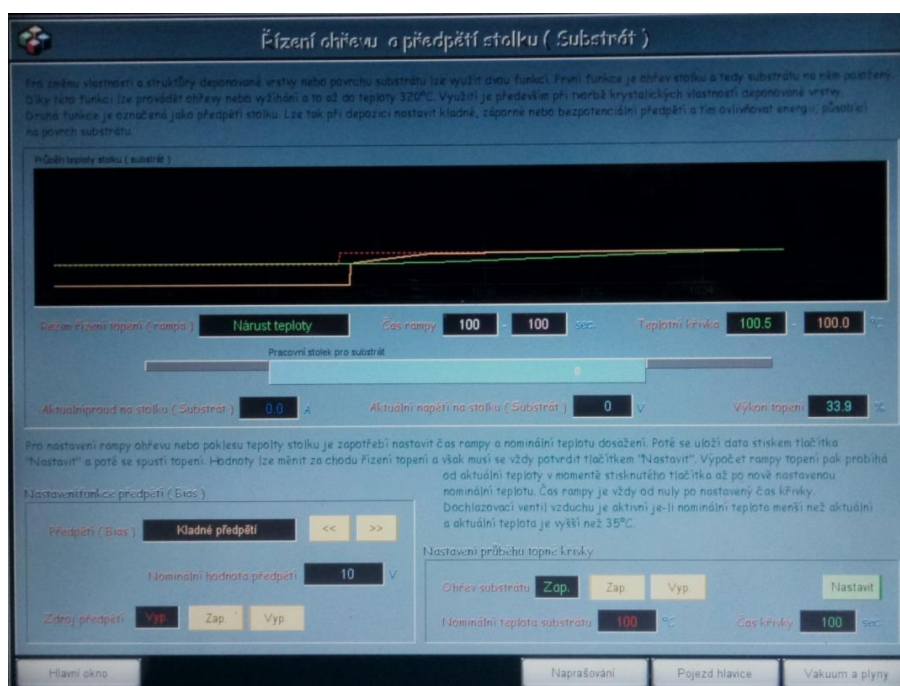 Řízení ohřevu a předpětí stolku ( Substrát )
Pro změnu vlastností a struktůry deponované vrstvy nebo povrchu substrátu lze využít dvou funkcí. První funkce je ohřev stolku a tedy substrátu na něm položený.
Díky této funkci lze provádět ohřevy nebo vyžíhání a to až do teploty 320°C. Využití je především při tvorbě krystalických vlastností deponované vrstvy.
Druhá funkce je označená jako předpětí stolku. Lze tak při depozici nastavit kladné, záporné nebo bezpotenciální předpětí a tím ovlivňovat energii, působící
na povrch substrátu.
Průběh teploty stolku ( substrát )
Režim řízení topení ( rampa ) Nárust teploty Čas rampy 100 - 100 sec. Teplotní křivka 100.5 - 100.0 °C
Pracovní stolek pro substrát
0
Aktuálníproud na stolku ( Substrát ) 0.0 A Aktuální napětí na stolku ( Substrát ) 0 V Výkon topení 33.9 %
Pro nastavení rampy ohřevu nebo poklesu tepolty stolku je zapotřebí nastavit čas rampy a nominální teplotu dosažení. Poté se uloží data stiskem tlačítka
"Nastavit" a poté se spustí topení. Hodnoty lze měnit za chodu řízení topení a však musí se vždy potvrdit tlačítkem "Nastavit". Výpočet rampy topení pak probíhá
od aktuální teploty v momentě stisknutého tlačítka až po nově nastavenou
nominální teplotu. Čas rampy je vždy od nuly po nastavený čas křivky.
Dochlazovací ventil vzduchu je aktivní je-li nominální teplota menší než aktuální
a aktuální teplota je vyšší než 35°C.
Nastavení funkce předpětí ( Bias )
Předpětí ( Bias ) Kladné předpětí << >>
Nominální hodnota předpětí 10 V
Zdroj předpětí Vyp. Zap. Vyp.
Nastavení průběhu topné křivky
Ohřev substrátu Zap. Zap. Vyp. Nastavit
Nominální teplota substrátu 100 °C Čas křivky 100 sec.
Hlavní okno Naprašování Pojezd hlavice Vakuum a plyny